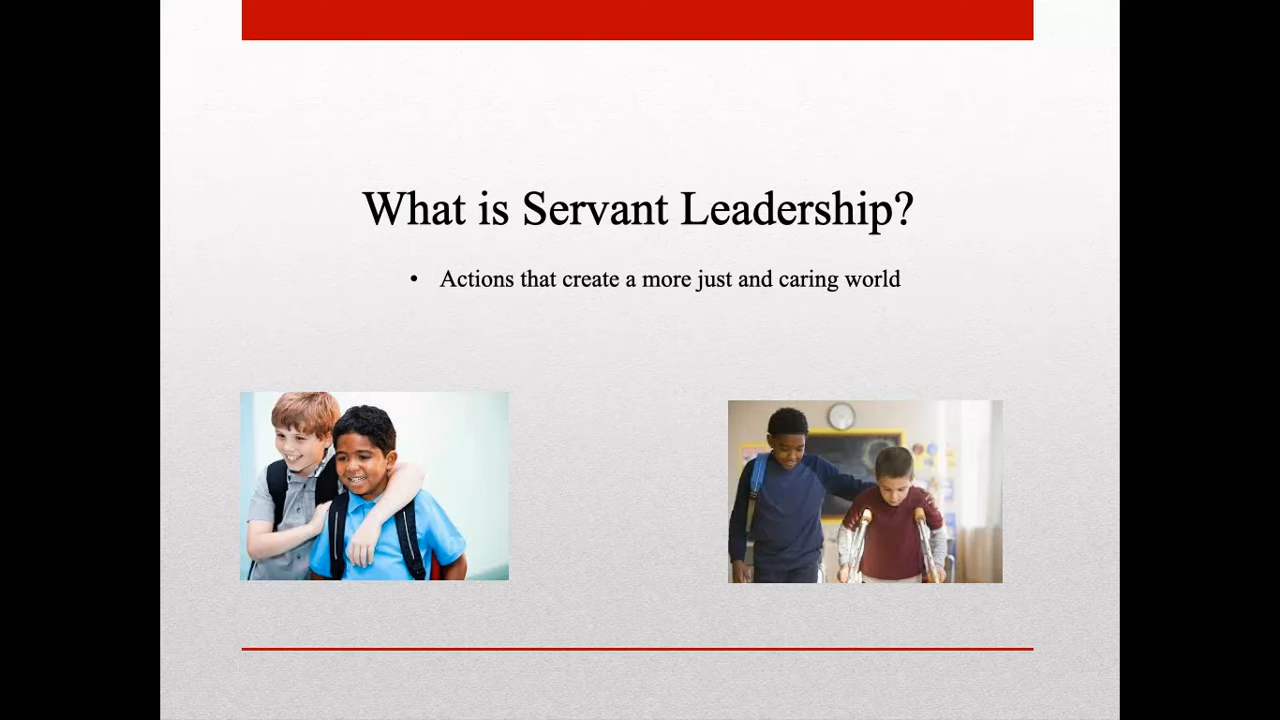 What is Servant Leadership?
• Actions that create a more just and caring world